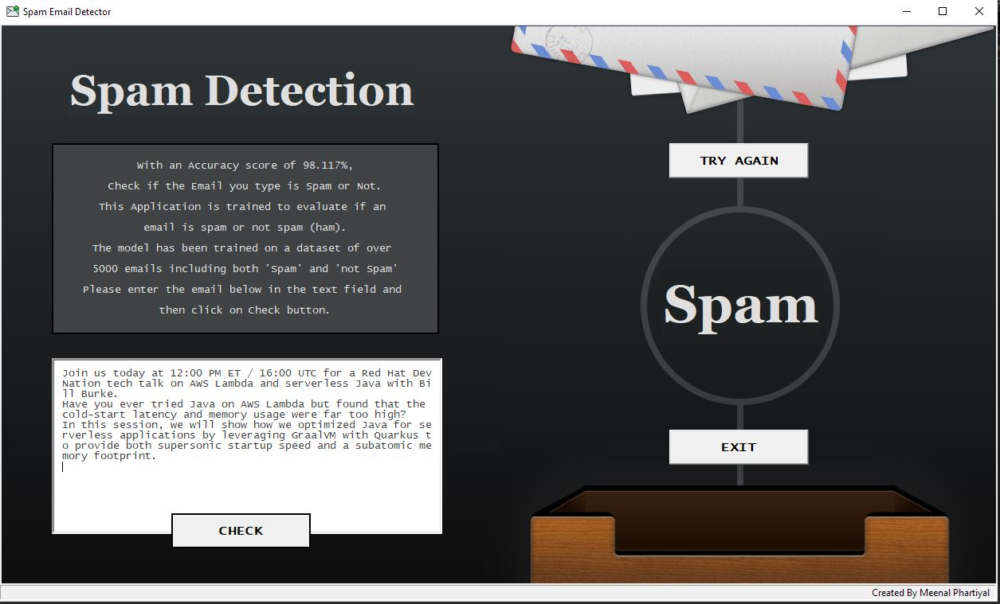 Spam Email Detector
Spam Detection
With an Accuracy score of 98.117%,
Check if the Email you type is Spam or Not.
This Application is trained to evaluate if an
email is spam or not spam (ham).
The model has been trained on a dataset of over
5000 emails including both 'Spam' and 'not Spam'
Please enter the email below in the text field and
then click on Check button.
Join us today at 12:00 PM ET / 16:00 UTC for a Red Hat Dev
Nation tech talk on AWS Lambda and serverless Java with Bi
ll Burke.
Have you ever tried Java on AWS Lambda but found that the
cold-start latency and memory usage were far too high?
In this session, we will show how we optimized Java for se
rverless applications by leveraging GraalVM with Quarkus t
o provide both supersonic startup speed and a subatomic me
mory footprint.
CHECK
TRY AGAIN
Spam
EXIT
Created By Meenal Phartiyal